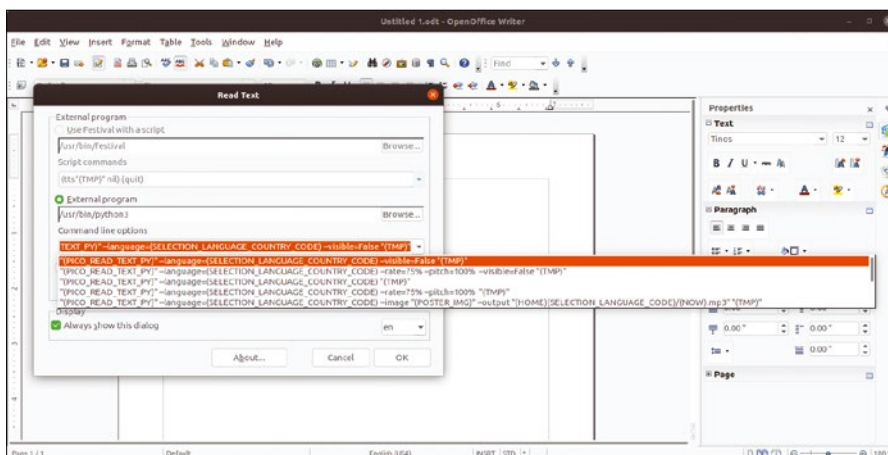 Untitled 1.odt - OpenOffice Writer
File Edit View Insert Format Table Tools Window Help
Find
Read Text
External program
Use Festival with a script
/usr/bin/festival
Browse...
Script commands
(tts "(TMP)" nil) (quit)
External program
Browse...
Command line options
TEXT_PY)" --language=(SELECTION_LANGUAGE_COUNTRY_CODE) --visible=False "(TMP)"
"(PICO_READ_TEXT_PY)" --language=(SELECTION_LANGUAGE_COUNTRY_CODE) --visible=False "(TMP)"
"(PICO_READ_TEXT_PY)" --language=(SELECTION_LANGUAGE_COUNTRY_CODE) --rate=75% --pitch=100% --visible=False "(TMP)"
"(PICO_READ_TEXT_PY)" --language=(SELECTION_LANGUAGE_COUNTRY_CODE) "(TMP)"
"(PICO_READ_TEXT_PY)" --language=(SELECTION_LANGUAGE_COUNTRY_CODE) --rate=75% --pitch=100% "(TMP)"
"(PICO_READ_TEXT_PY)" --language=(SELECTION_LANGUAGE_COUNTRY_CODE) --image "(POSTER_IMG)" --output "(HOME)(SELECTION_LANGUAGE_CODE)/(NOW).mp3" "(TMP)"
Display
Always show this dialog
en
About...
Cancel
OK
Properties
Text
Tinos
12
Paragraph
0.00 "
0.00 "
0.00 "
Page
Page 1 / 1
Default
English (USA)
INSRT
STD